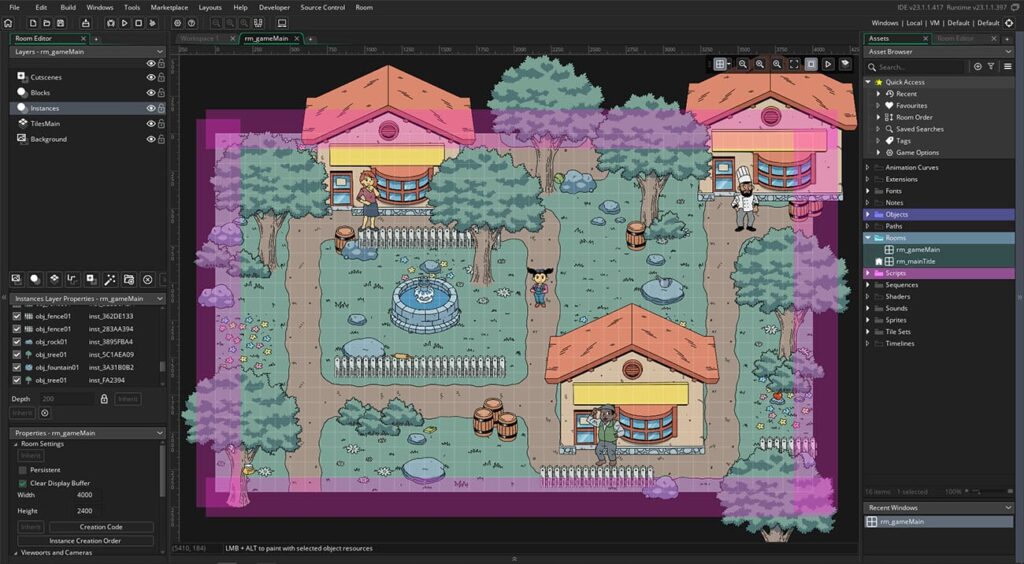 File Edit Build Windows Tools Marketplace Layouts Help Developer Source Control Room
IDE v23.1.1.417 Runtime v23.1.1.397
Windows | Local | VM | Default | Default
Room Editor
Workspace 1
rm_gameMain
Assets
Room Editor
Layers - rm_gameMain
Cutscenes
Blocks
Instances
TilesMain
Background
Instances Layer Properties - rm_gameMain
obj_fence01 inst_362DE133
obj_fence01 inst_283AA394
obj_rock01 inst_3895FBA4
obj_tree01 inst_5C1AEA09
obj_fountain01 inst_3A31B0B2
obj_tree01 inst_FA2394
Depth 200 Inherit
Inherit
Properties - rm_gameMain
Room Settings
Inherit
Persistent
Clear Display Buffer
Width 4000
Height 2400
Inherit Creation Code
Instance Creation Order
Viewports and Cameras
(5410, 184) LMB + ALT to paint with selected object resources
Asset Browser
Search...
Quick Access
Recent
Favourites
Room Order
Saved Searches
Tags
Game Options
Animation Curves
Extensions
Fonts
Notes
Objects
Paths
Rooms
rm_gameMain
rm_mainTitle
Scripts
Sequences
Shaders
Sounds
Sprites
Tile Sets
Timelines
16 items 1 selected 100%
Recent Windows
rm_gameMain